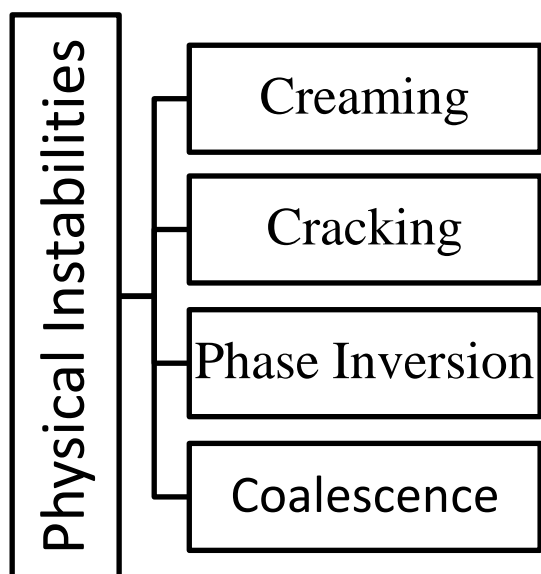 Physical Instabilities
Creaming
Cracking
Phase Inversion
Coalescence